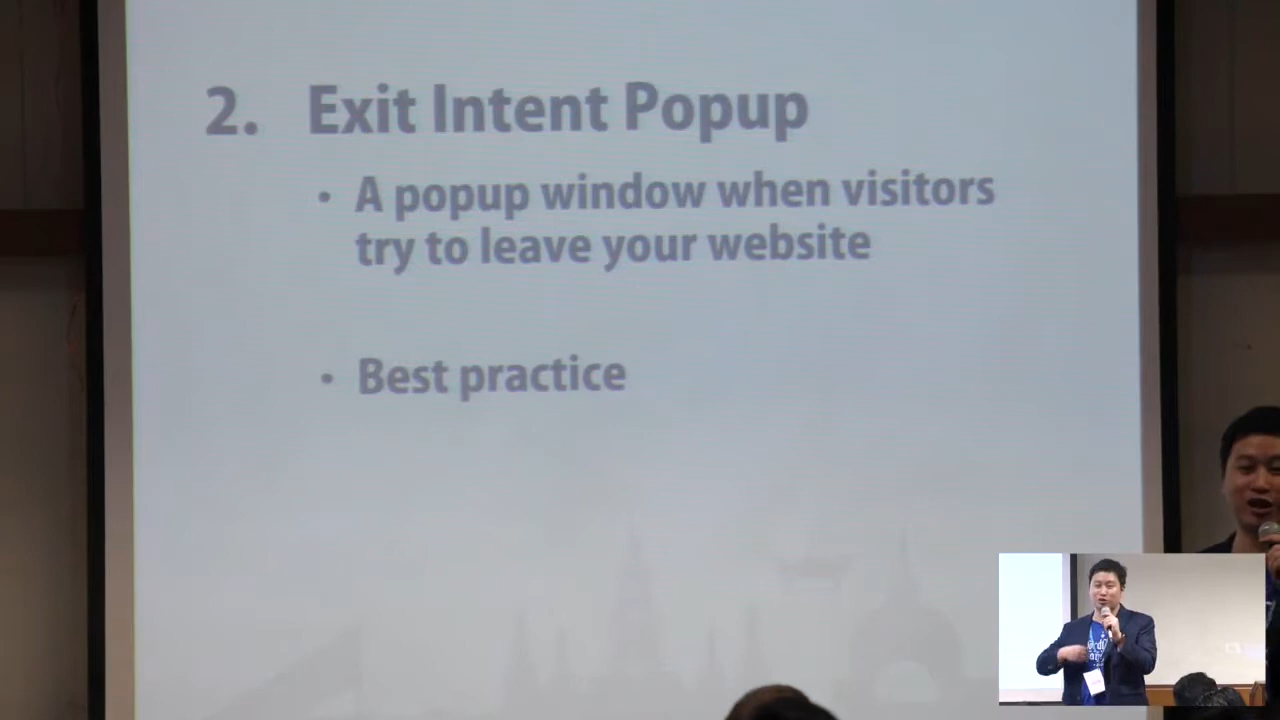 2. Exit Intent Popup
• A popup window when visitors
try to leave your website
• Best practice